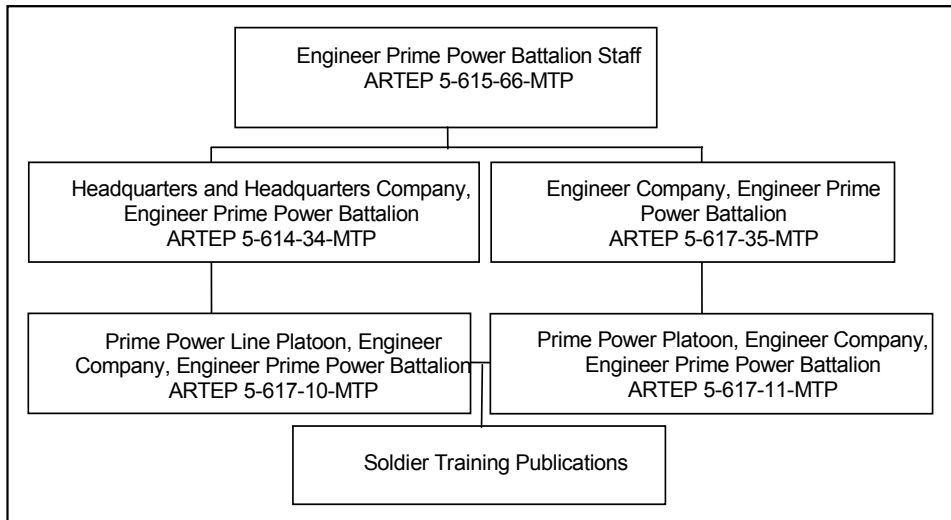 Engineer Prime Power Battalion Staff
ARTEP 5-615-66-MTP
Headquarters and Headquarters Company,
Engineer Prime Power Battalion
ARTEP 5-614-34-MTP
Engineer Company, Engineer Prime
Power Battalion
ARTEP 5-617-35-MTP
Prime Power Line Platoon, Engineer
Company, Engineer Prime Power Battalion
ARTEP 5-617-10-MTP
Prime Power Platoon, Engineer Company,
Engineer Prime Power Battalion
ARTEP 5-617-11-MTP
Soldier Training Publications